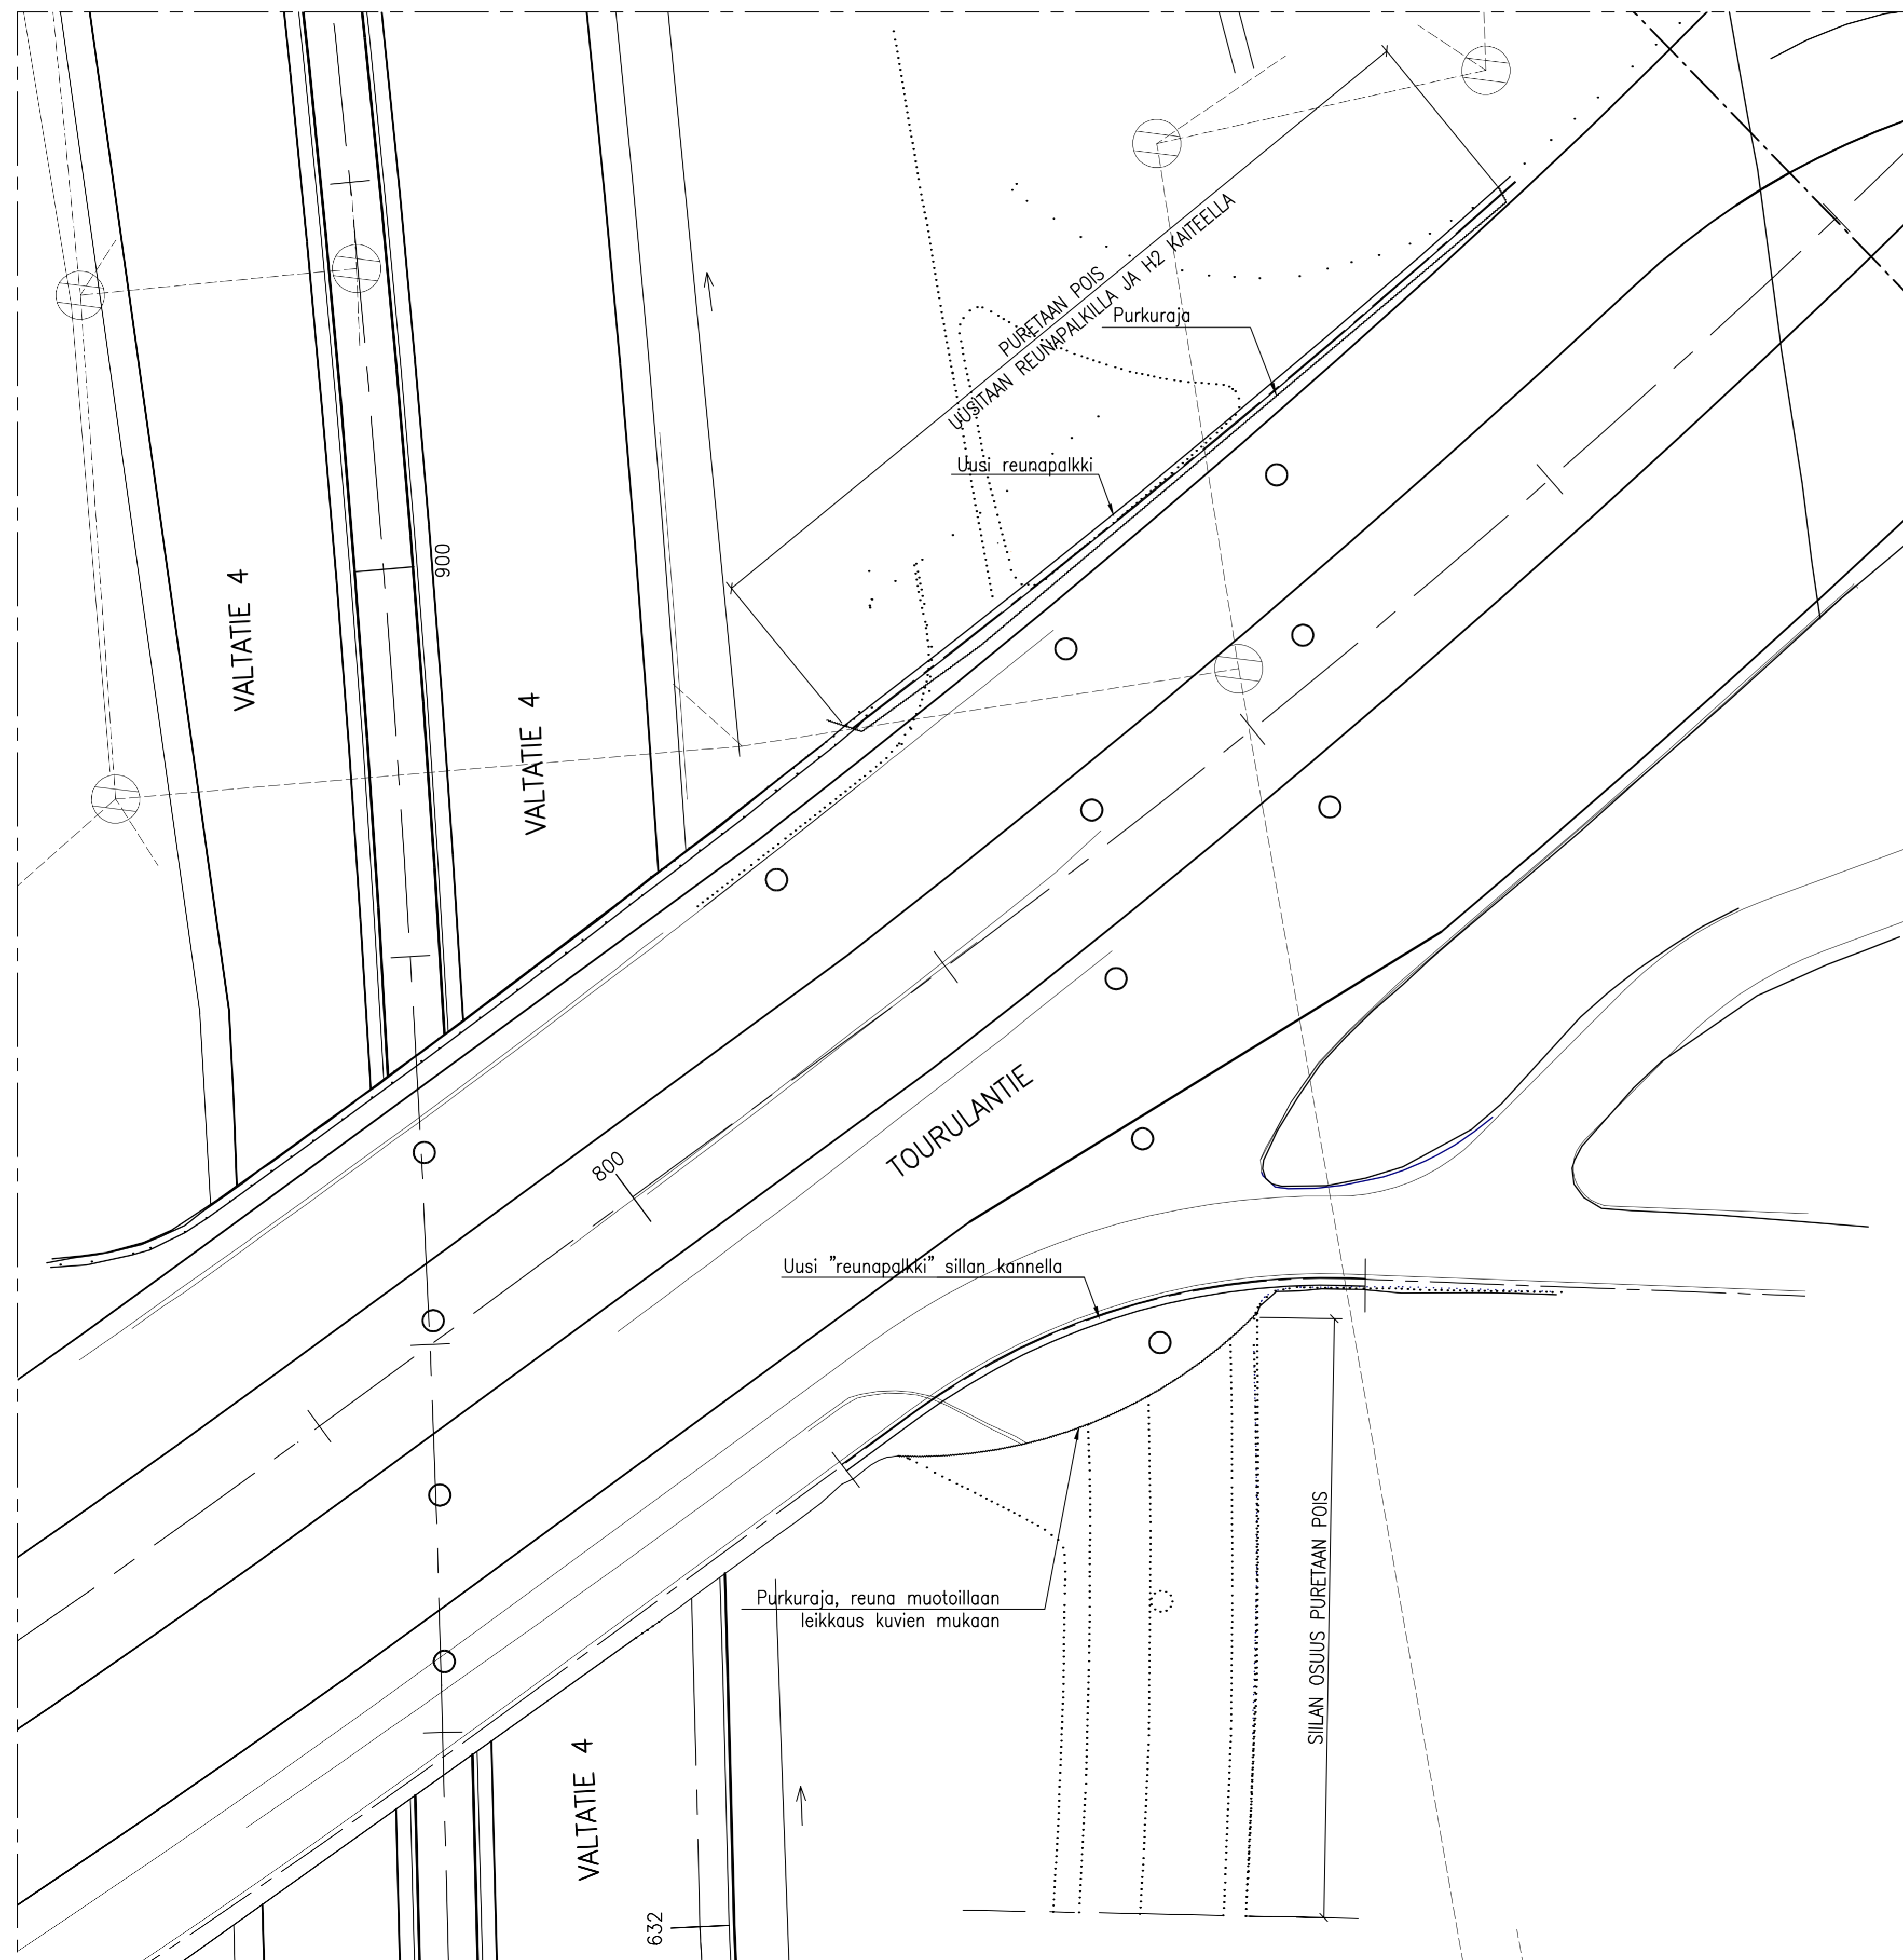 PURETAAN POIS
UUSITAAN REUNAPALKILLA JA H2 KAITEELLA
Purkuraja
Uusi reunapalkki
900
VALTATIE 4
VALTATIE 4
TOURULANTIE
800
Uusi "reunapalkki" sillan kannella
Purkuraja, reuna muotoillaan
leikkaus kuvien mukaan
SIILAN OSUUS PURETAAN POIS
VALTATIE 4
632